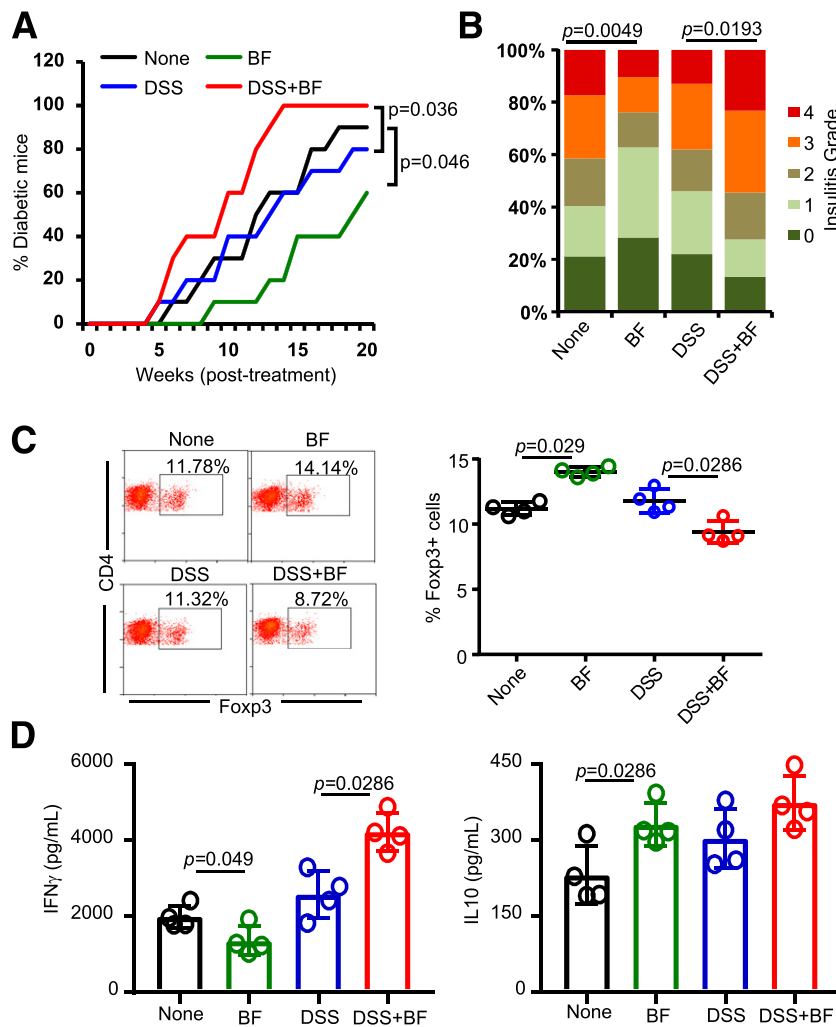 A
None
BF
DSS
DSS+BF
120
100
80
60
40
20
0
% Diabetic mice
p=0.036
p=0.046
0
5
10
15
20
Weeks (post-treatment)
B
p=0.0049
p=0.0193
100%
80%
60%
40%
20%
0%
None
BF
DSS
DSS+BF
4
3
2
1
0
Insulitis Grade
C
None
BF
11.78%
14.14%
DSS
DSS+BF
11.32%
8.72%
CD4
Foxp3
p=0.029
p=0.0286
15
10
5
0
% Foxp3+ cells
None
BF
DSS
DSS+BF
D
6000
4000
2000
0
IFNγ (pg/mL)
p=0.049
p=0.0286
None
BF
DSS
DSS+BF
450
300
150
0
IL10 (pg/mL)
p=0.0286
None
BF
DSS
DSS+BF